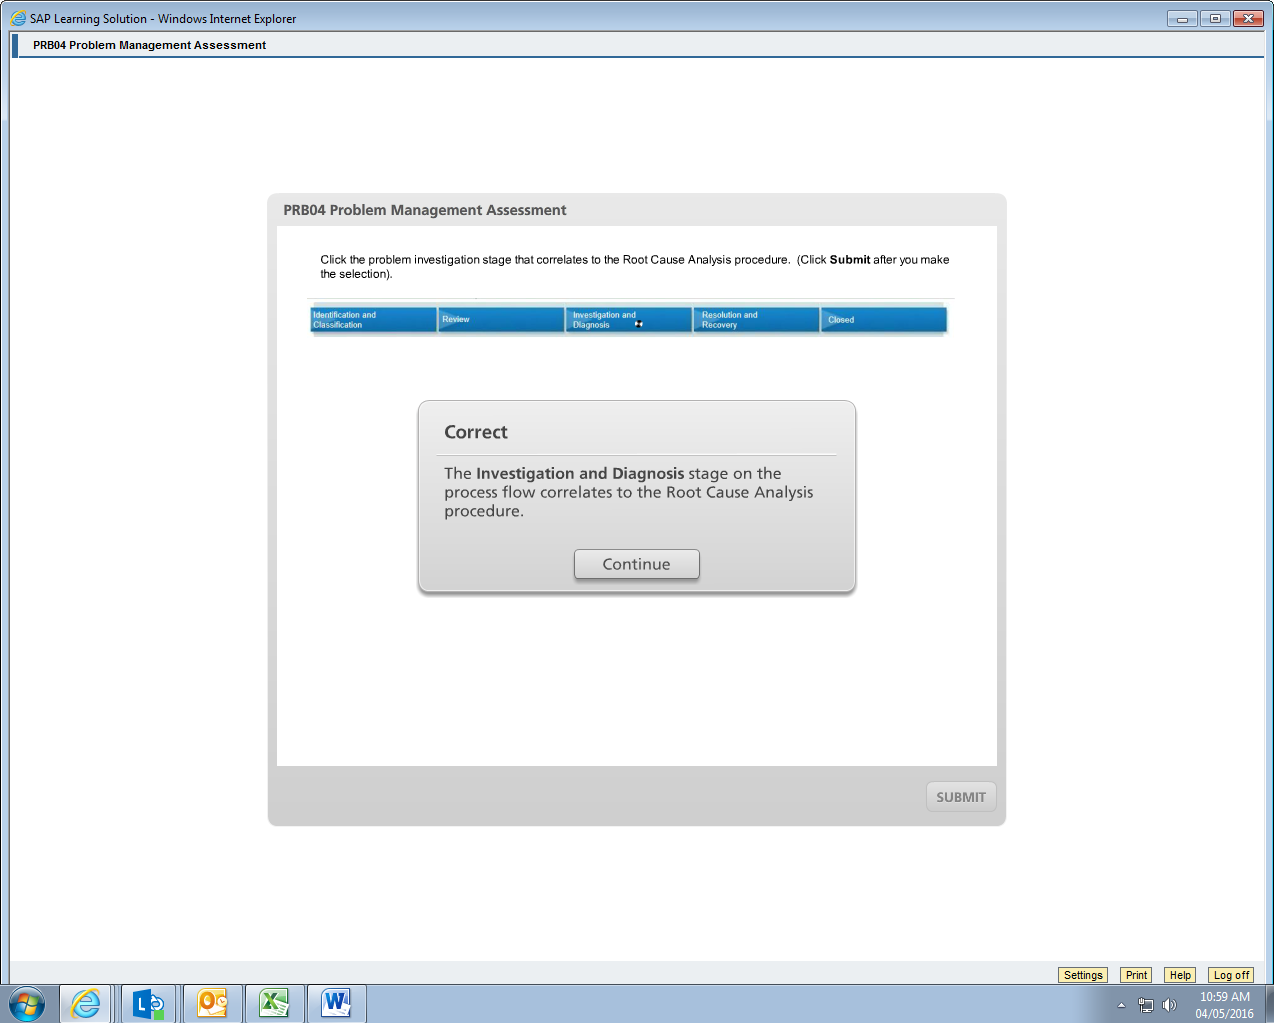 SAP Learning Solution - Windows Internet Explorer
PRB04 Problem Management Assessment
PRB04 Problem Management Assessment
Click the problem investigation stage that correlates to the Root Cause Analysis procedure. (Click Submit after you make
the selection).
Identification and
Classification
Review
Investigation and
Diagnosis
Resolution and
Recovery
Closed
Correct
The Investigation and Diagnosis stage on the
process flow correlates to the Root Cause Analysis
procedure.
Continue
SUBMIT
Settings Print Help Log off
10:59 AM
04/05/2016